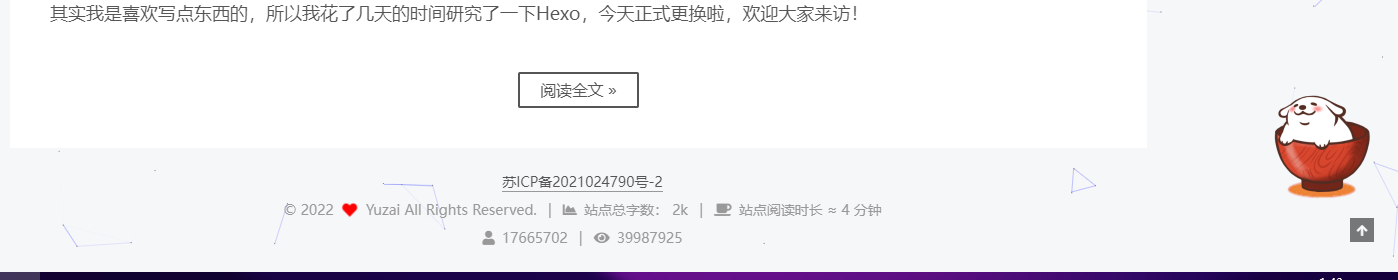 其实我是喜欢写点东西的，所以我花了几天的时间研究了一下Hexo，今天正式更换啦，欢迎大家来访！
阅读全文 »
苏ICP备2021024790号-2
© 2022 Yuzai All Rights Reserved. | 站点总字数： 2k | 站点阅读时长 ≈ 4 分钟
17665702 | 39987925